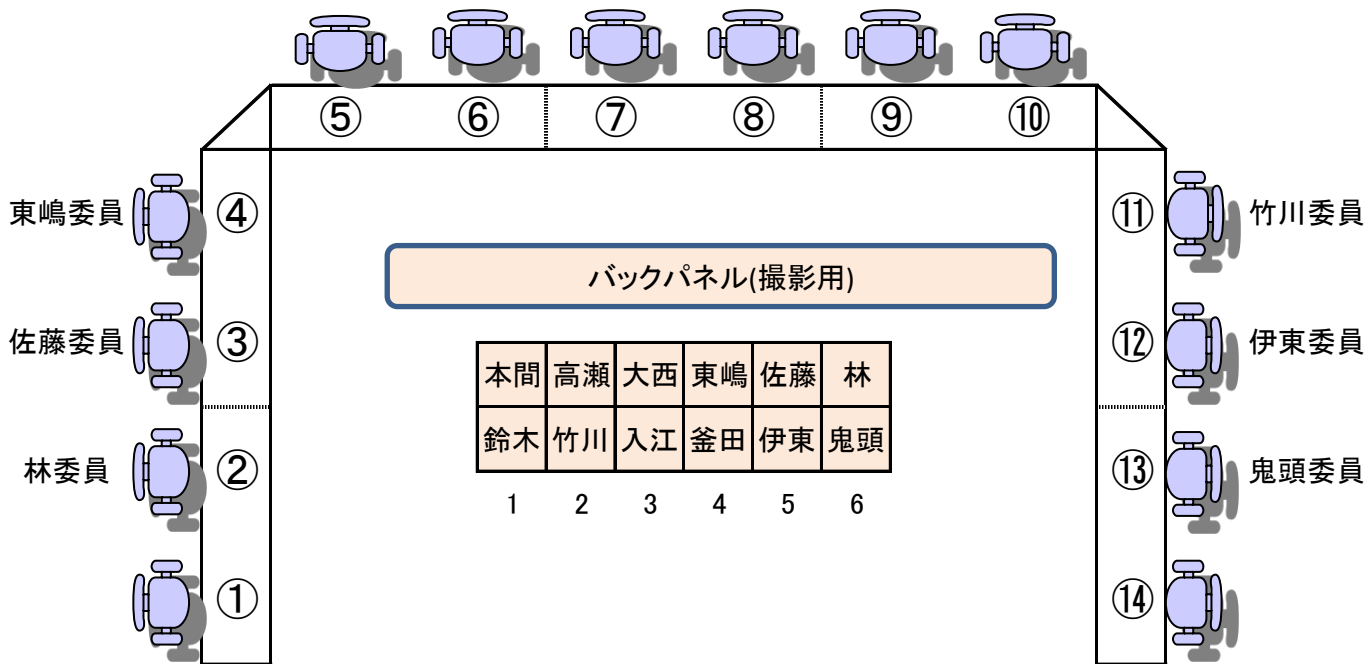 ⑤ ⑥ ⑦ ⑧ ⑨ ⑩
東嶋委員 ④ ⑪ 竹川委員
バックパネル(撮影用)
佐藤委員 ③ ⑫ 伊東委員
本間 高瀬 大西 東嶋 佐藤 林
鈴木 竹川 入江 釜田 伊東 鬼頭
林委員 ② ⑬ 鬼頭委員
1 2 3 4 5 6
① ⑭